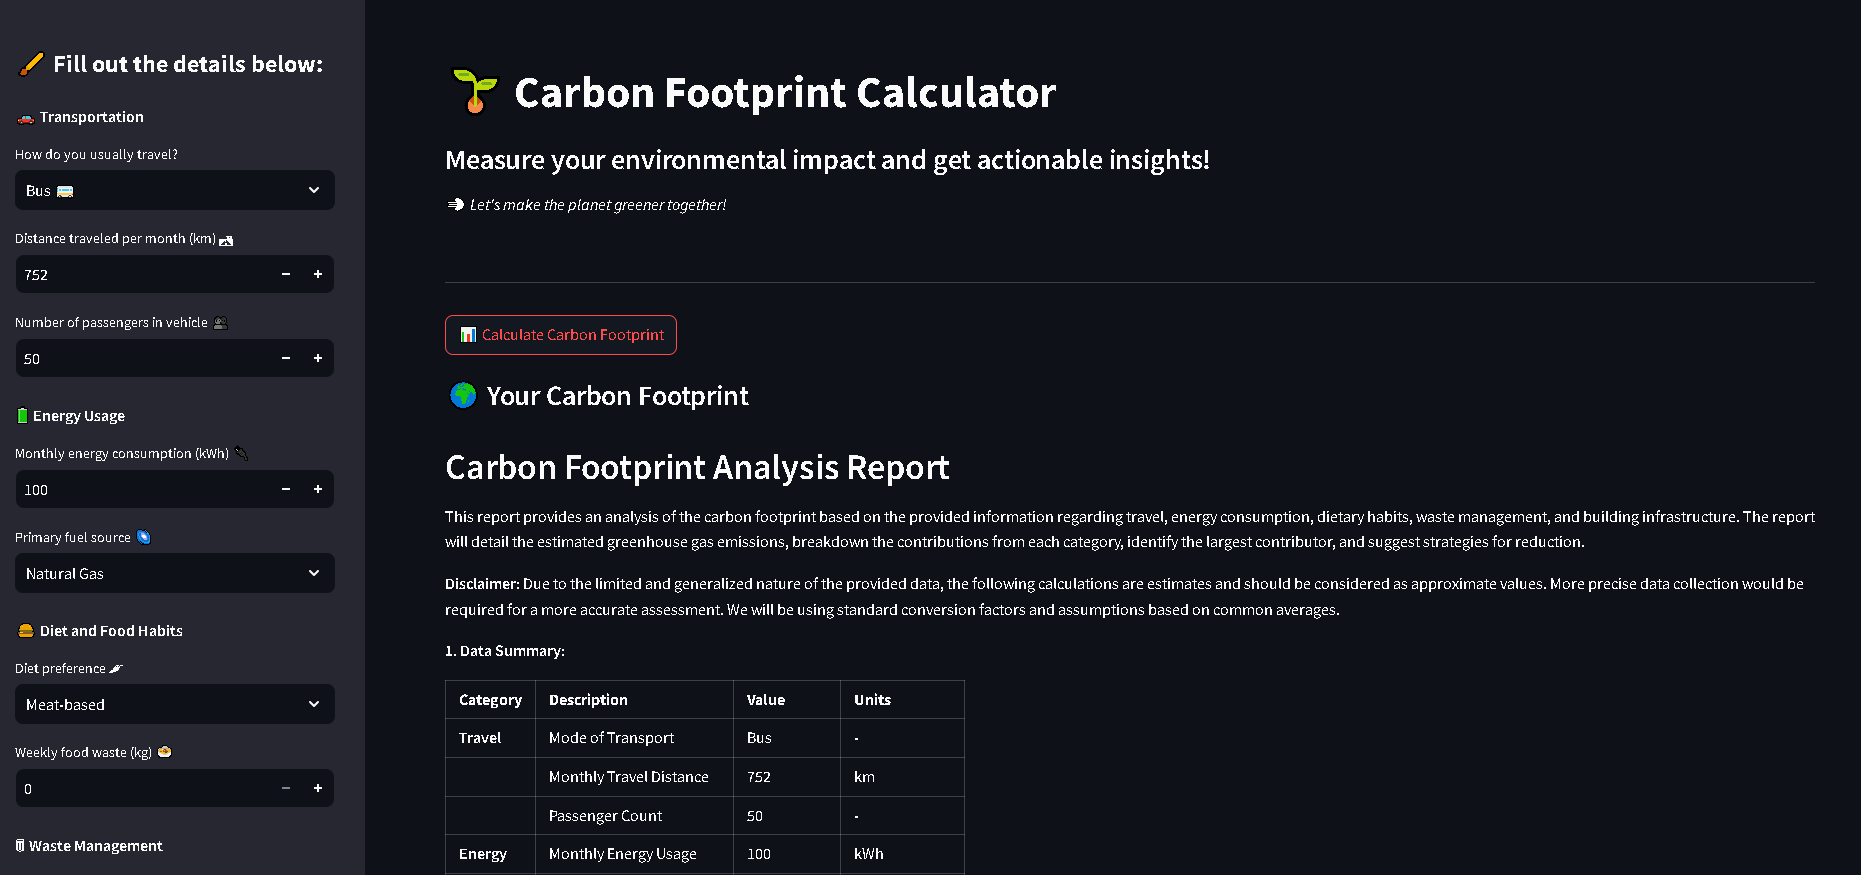 Fill out the details below:
Transportation
How do you usually travel?
Bus
Distance traveled per month (km)
752
Number of passengers in vehicle
50
Energy Usage
Monthly energy consumption (kWh)
100
Primary fuel source
Natural Gas
Diet and Food Habits
Diet preference
Meat-based
Weekly food waste (kg)
0
Waste Management
Carbon Footprint Calculator
Measure your environmental impact and get actionable insights!
Let's make the planet greener together!
Calculate Carbon Footprint
Your Carbon Footprint
Carbon Footprint Analysis Report
This report provides an analysis of the carbon footprint based on the provided information regarding travel, energy consumption, dietary habits, waste management, and building infrastructure. The report
will detail the estimated greenhouse gas emissions, breakdown the contributions from each category, identify the largest contributor, and suggest strategies for reduction.
Disclaimer: Due to the limited and generalized nature of the provided data, the following calculations are estimates and should be considered as approximate values. More precise data collection would be
required for a more accurate assessment. We will be using standard conversion factors and assumptions based on common averages.
1. Data Summary:
Category Description Value Units
Travel Mode of Transport Bus -
Monthly Travel Distance 752 km
Passenger Count 50 -
Energy Monthly Energy Usage 100 kWh